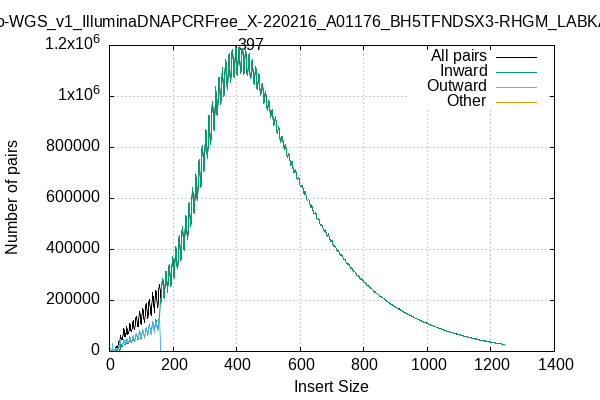 o-WGS_v1_IlluminaDNAPCRFree_X-220216_A01176_BH5TFNDSX3-RHGM_LABKA
397
All pairs
Inward
Outward
Other
1.2x10^6
1x10^6
800000
600000
400000
200000
0
Number of pairs
0 200 400 600 800 1000 1200 1400
Insert Size